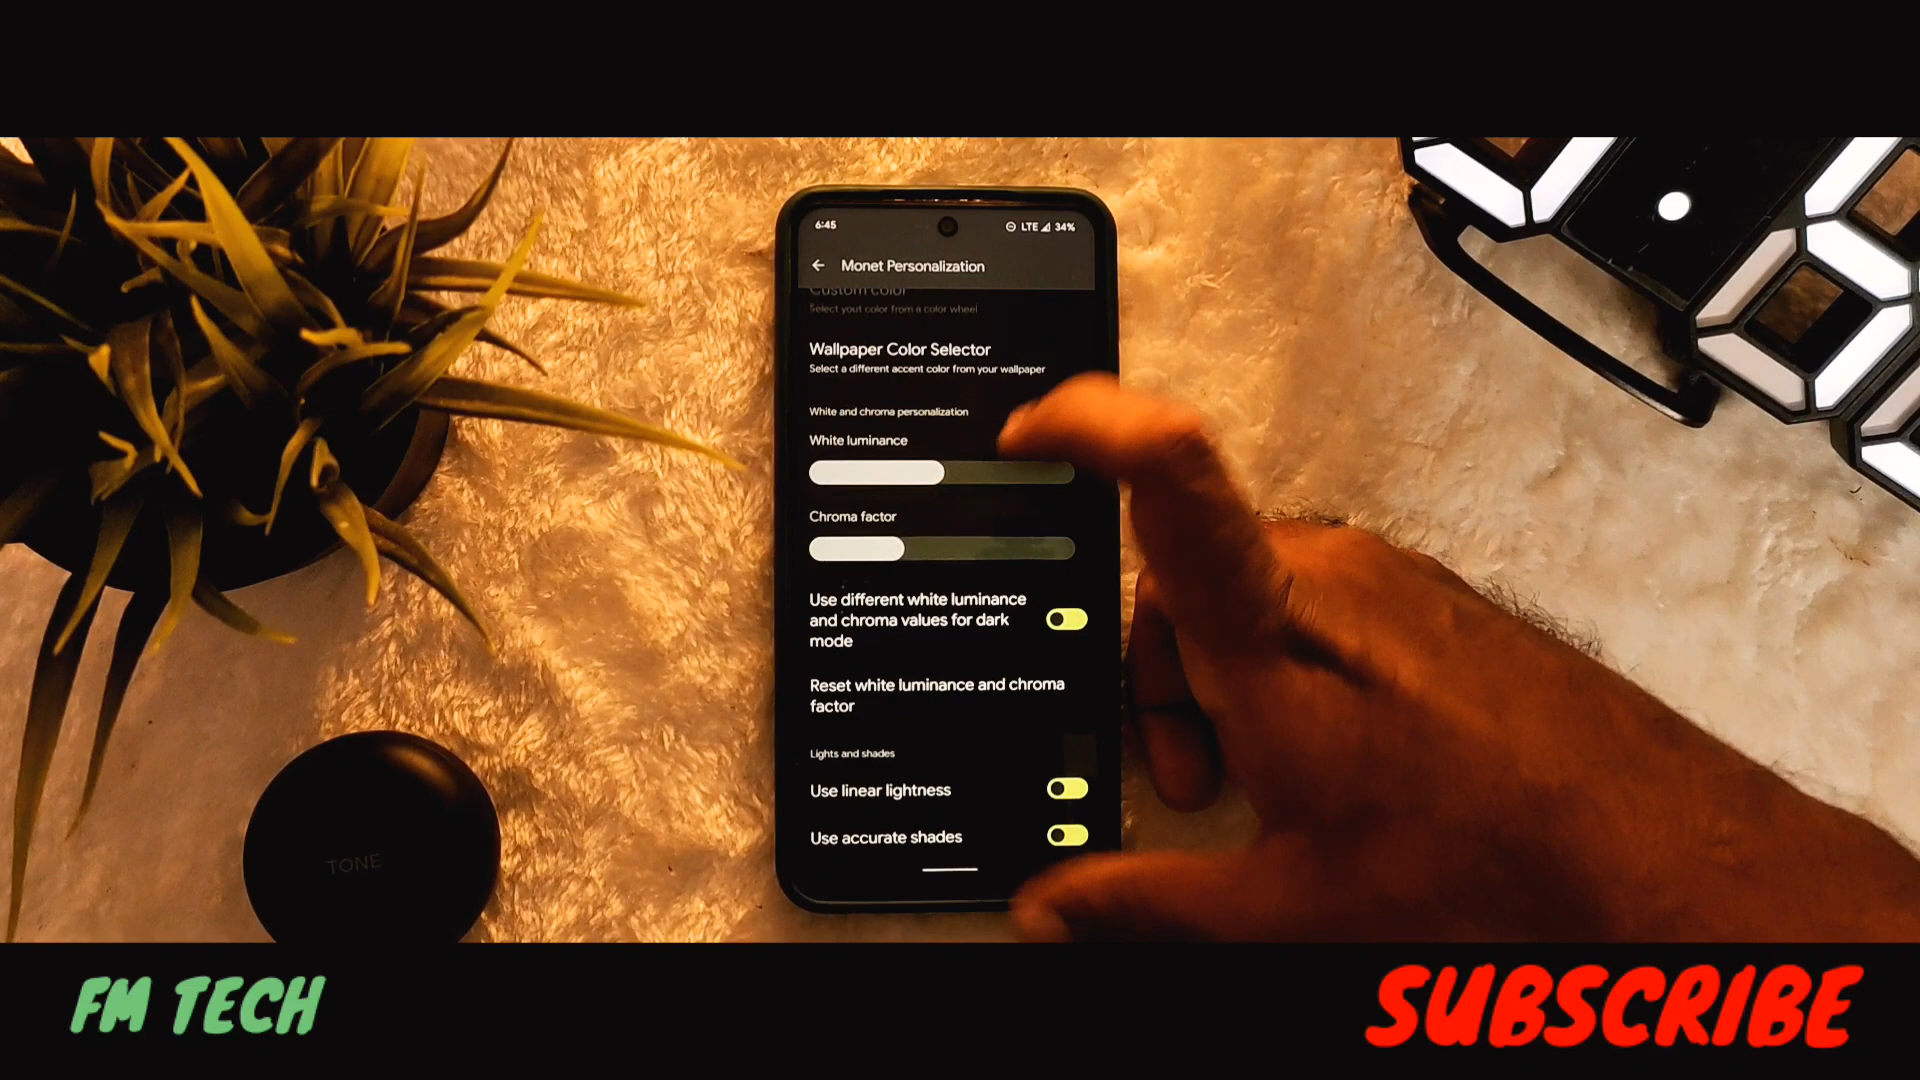 6:45 LTE 34%
Monet Personalization
Custom color
Select yout color from a color wheel
Wallpaper Color Selector
Select a different accent color from your wallpaper
White and chroma personalization
White luminance
Chroma factor
Use different white luminance
and chroma values for dark
mode
Reset white luminance and chroma
factor
Lights and shades
Use linear lightness
Use accurate shades
TONE
FM TECH
SUBSCRIBE